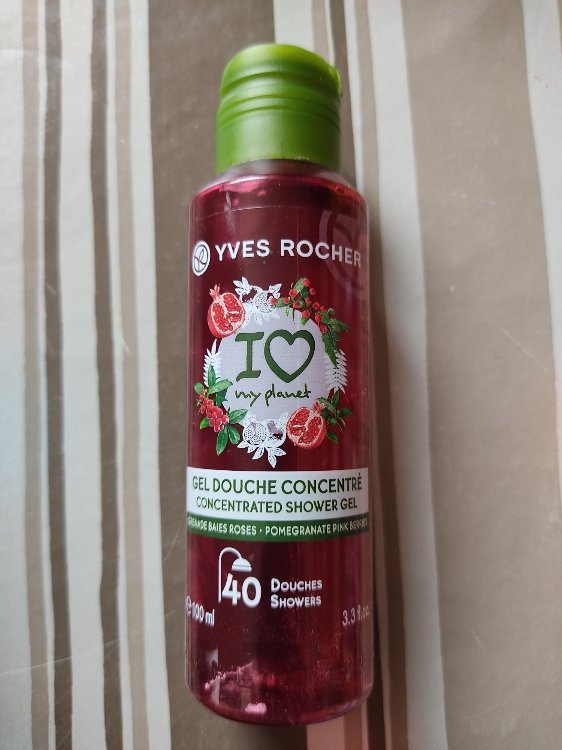 YVES ROCHER
I
my planet
GEL DOUCHE CONCENTRÉ
CONCENTRATED SHOWER GEL
BAIES ROSES • POMEGRANATE PINK BERRIES
40 DOUCHES
SHOWERS
e 100 ml 3.3 fl.oz.